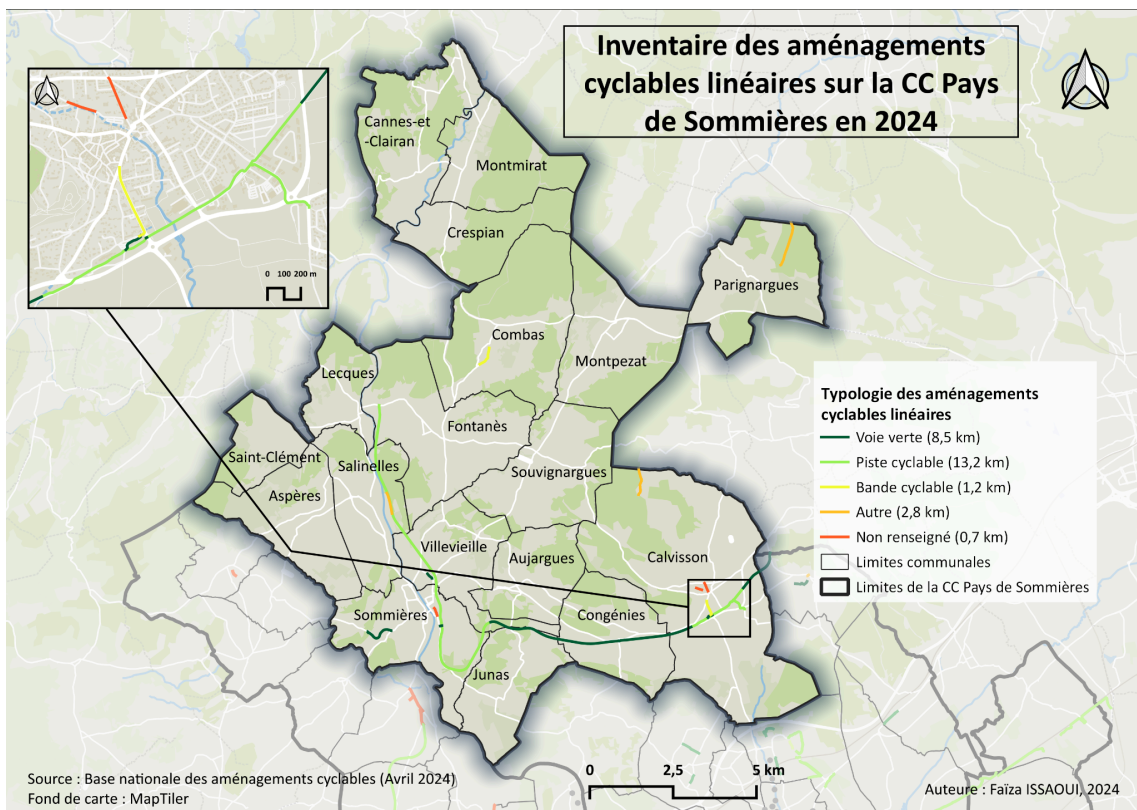 Inventaire des aménagements
cyclables linéaires sur la CC Pays
de Sommières en 2024
0 100 200 m
Cannes-et
-Clairan
Montmirat
Crespian
Parignargues
Combas
Montpezat
Lecques
Fontanès
Saint-Clément
Salinelles
Aspères
Souvignargues
Villevieille
Aujargues
Calvisson
Sommières
Congénies
Junas
Typologie des aménagements
cyclables linéaires
Voie verte (8,5 km)
Piste cyclable (13,2 km)
Bande cyclable (1,2 km)
Autre (2,8 km)
Non renseigné (0,7 km)
Limites communales
Limites de la CC Pays de Sommières
Source : Base nationale des aménagements cyclables (Avril 2024)
Fond de carte : MapTiler
0 2,5 5 km
Auteure : Faïza ISSAOUI, 2024